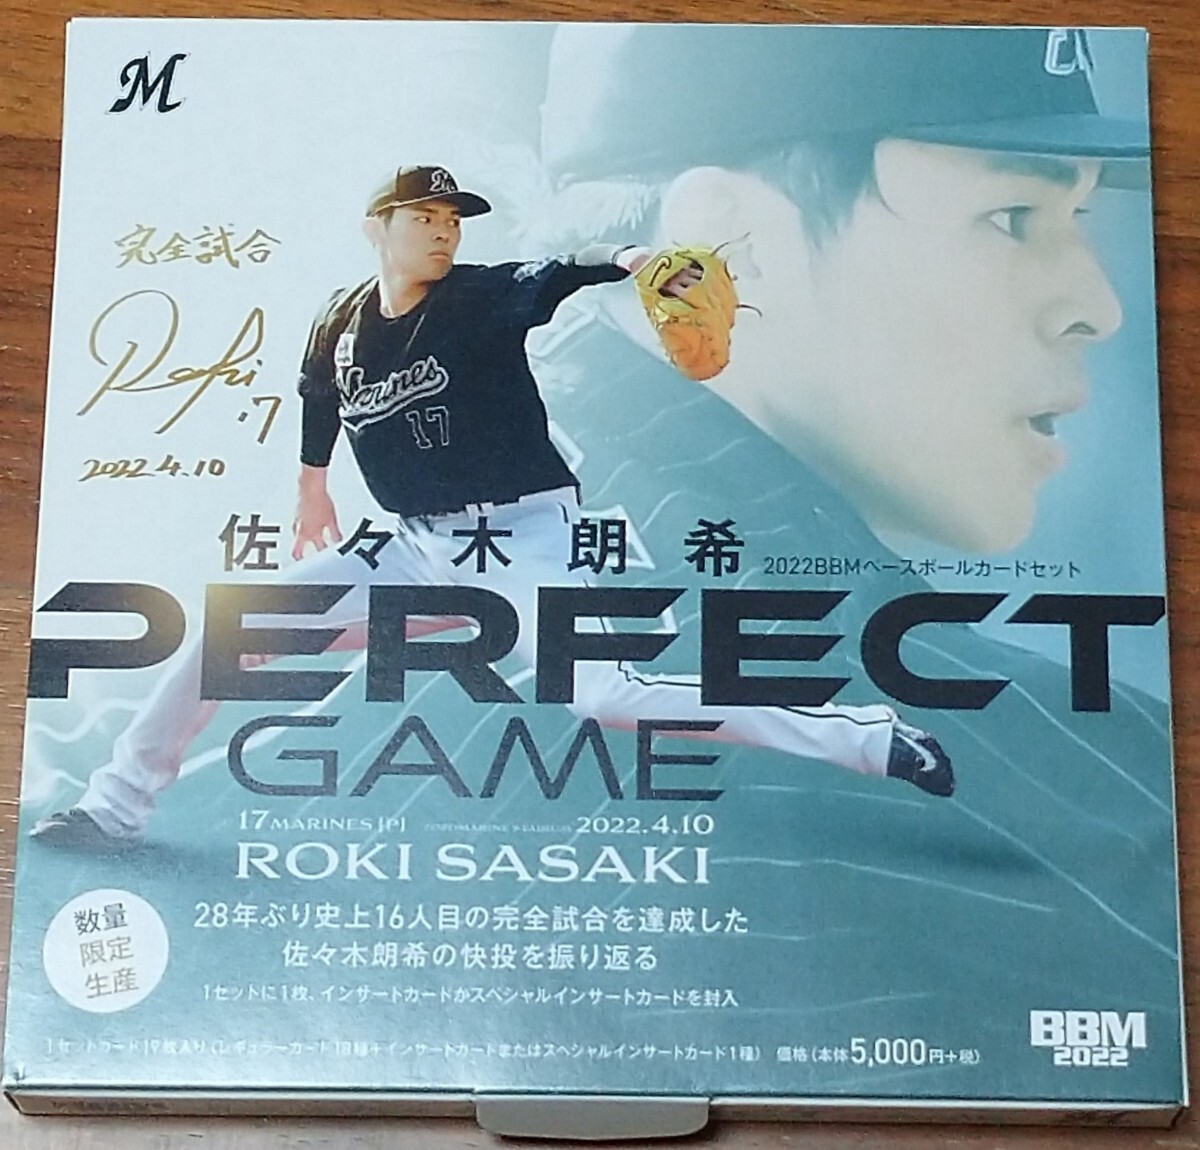 M
完全試合
Roki
17
2022.4.10
M
Marines
17
佐々木朗希
2022BBMベースボールカードセット
PERFECT
GAME
17 MARINES [P] ZOZOMARINE STADIUM 2022.4.10
ROKI SASAKI
数量
限定
生産
28年ぶり史上16人目の完全試合を達成した
佐々木朗希の快投を振り返る
1セットに1枚、インサートカードかスペシャルインサートカードを封入
1セットカード19枚入り(レギュラーカード18種+インサートカードまたはスペシャルインサートカード1種) 価格(本体5,000円+税)
BBM
2022